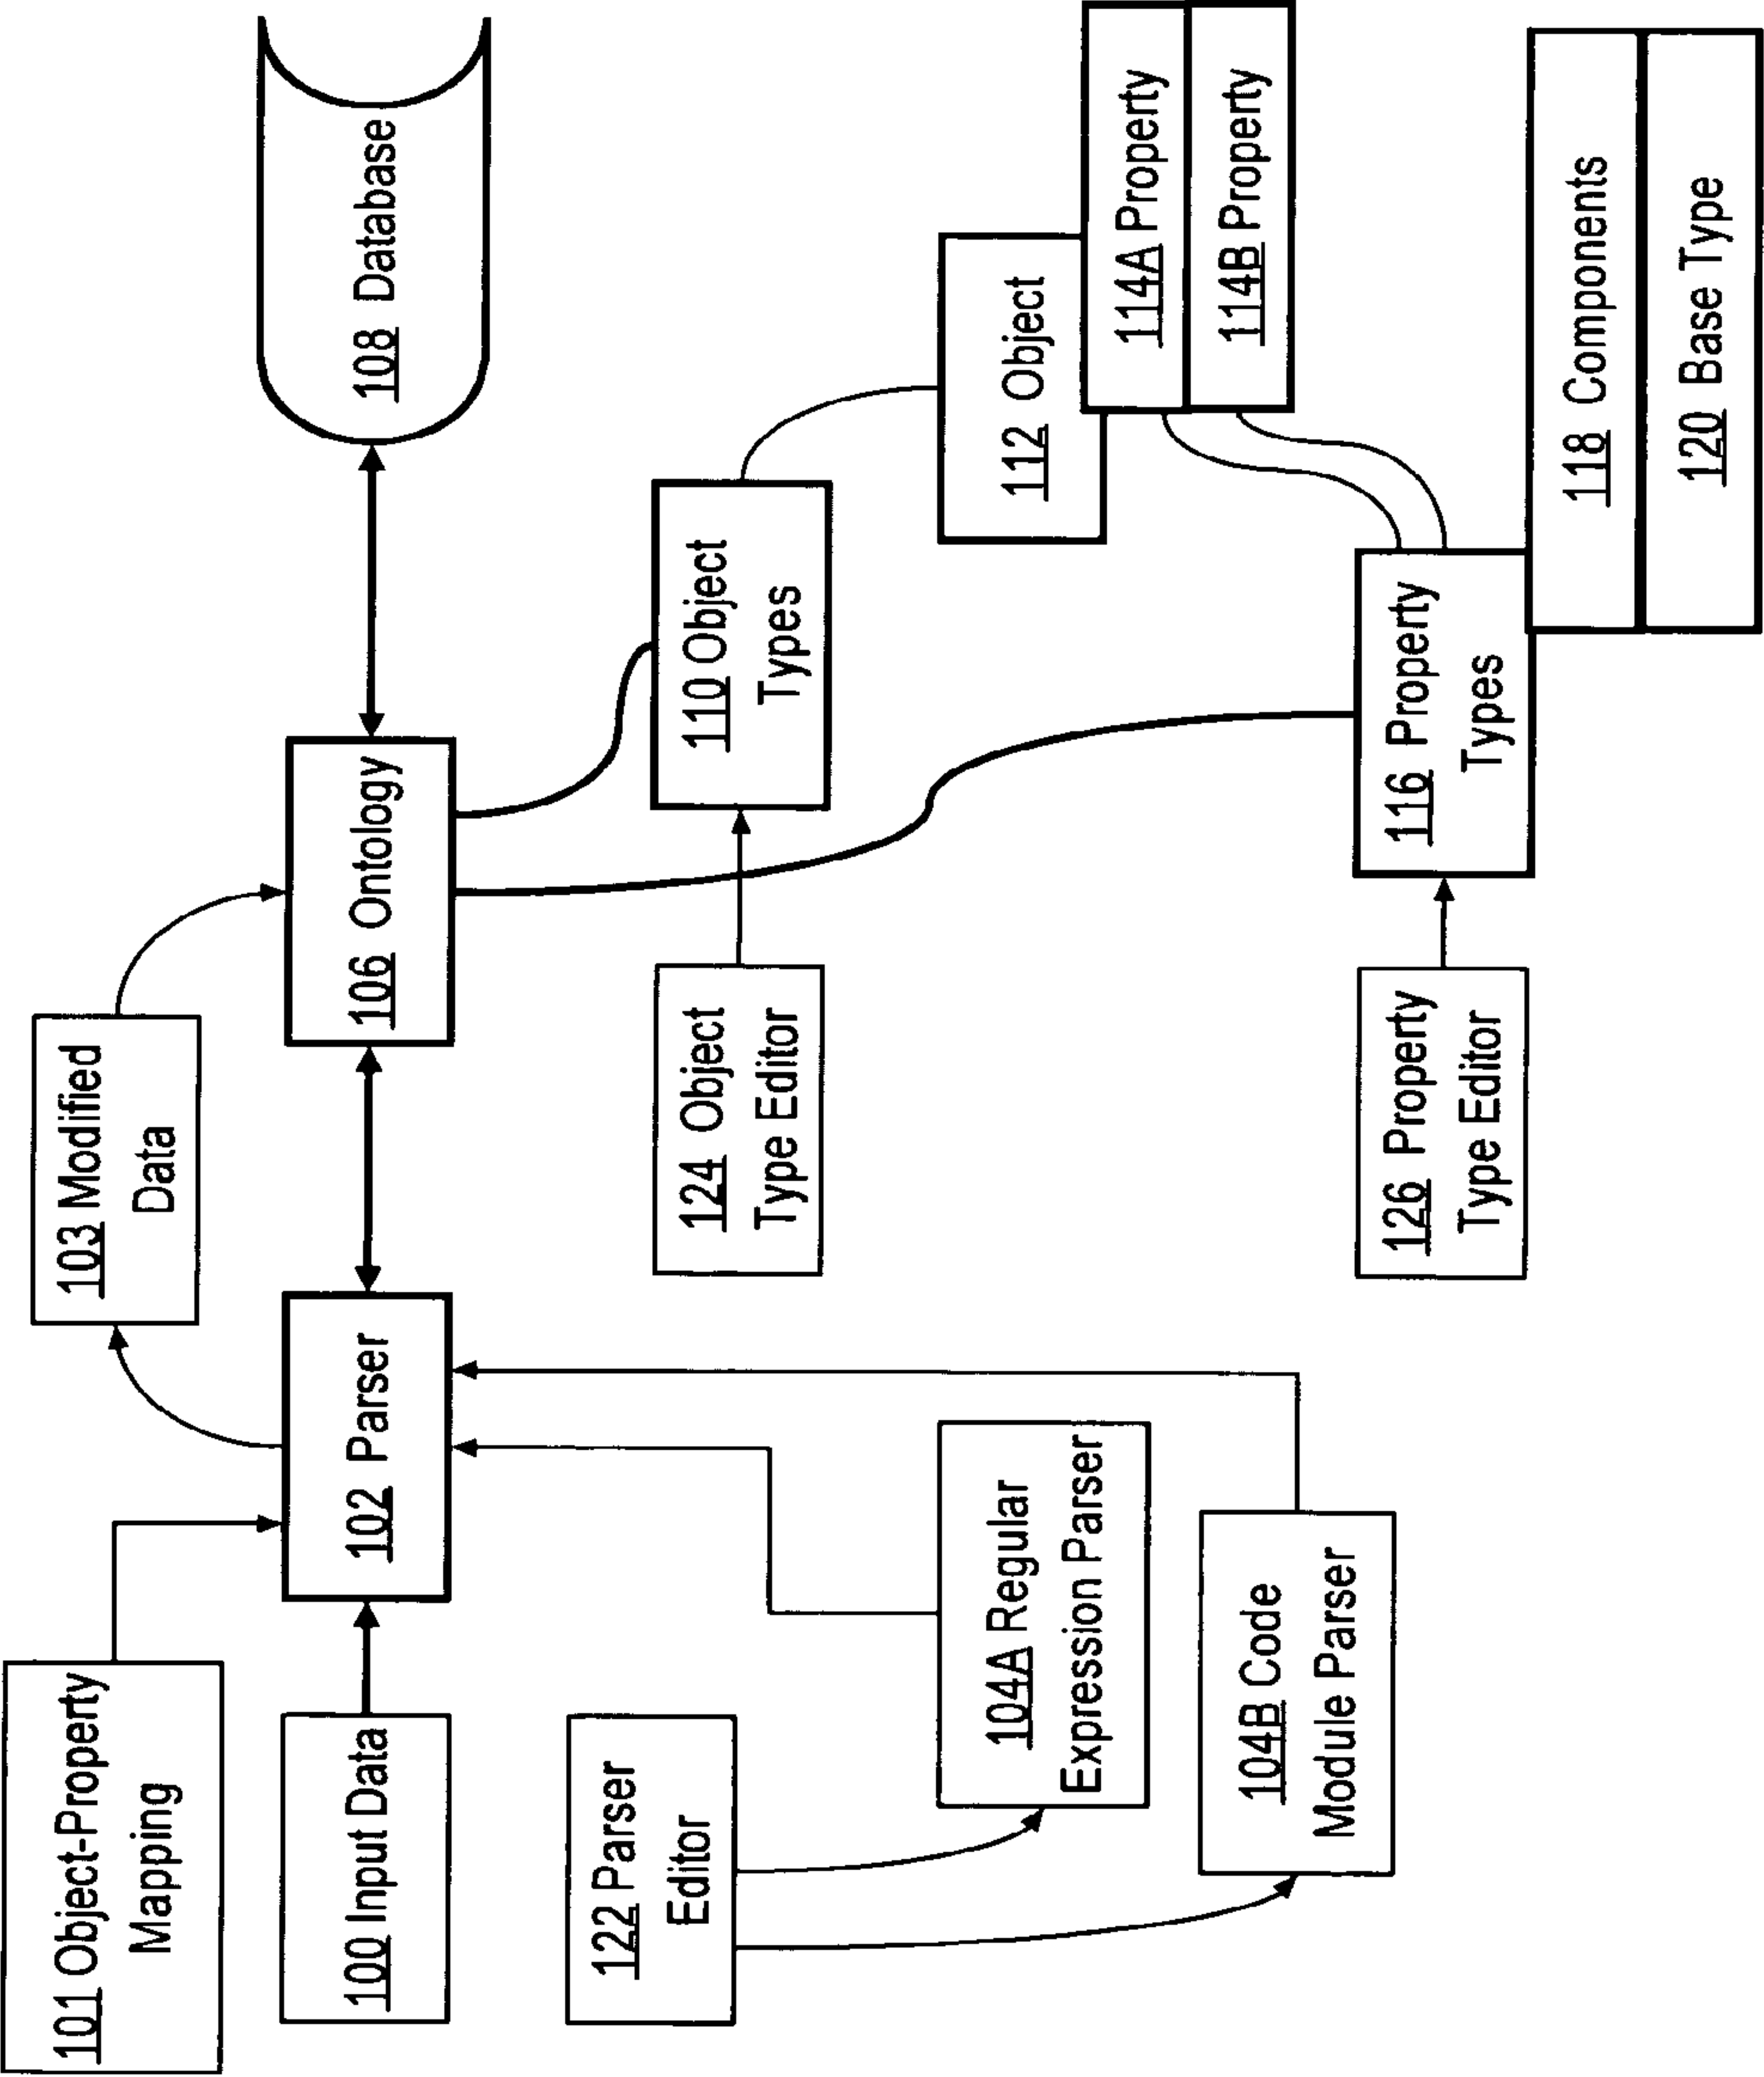 101 Object-Property
Mapping
103 Modified
Data
100 Input Data
102 Parser
106 Ontology
108 Database
122 Parser
Editor
124 Object
Type Editor
110 Object
Types
104A Regular
Expression Parser
112 Object
114A Property
114B Property
104B Code
Module Parser
126 Property
Type Editor
116 Property
Types
118 Components
120 Base Type